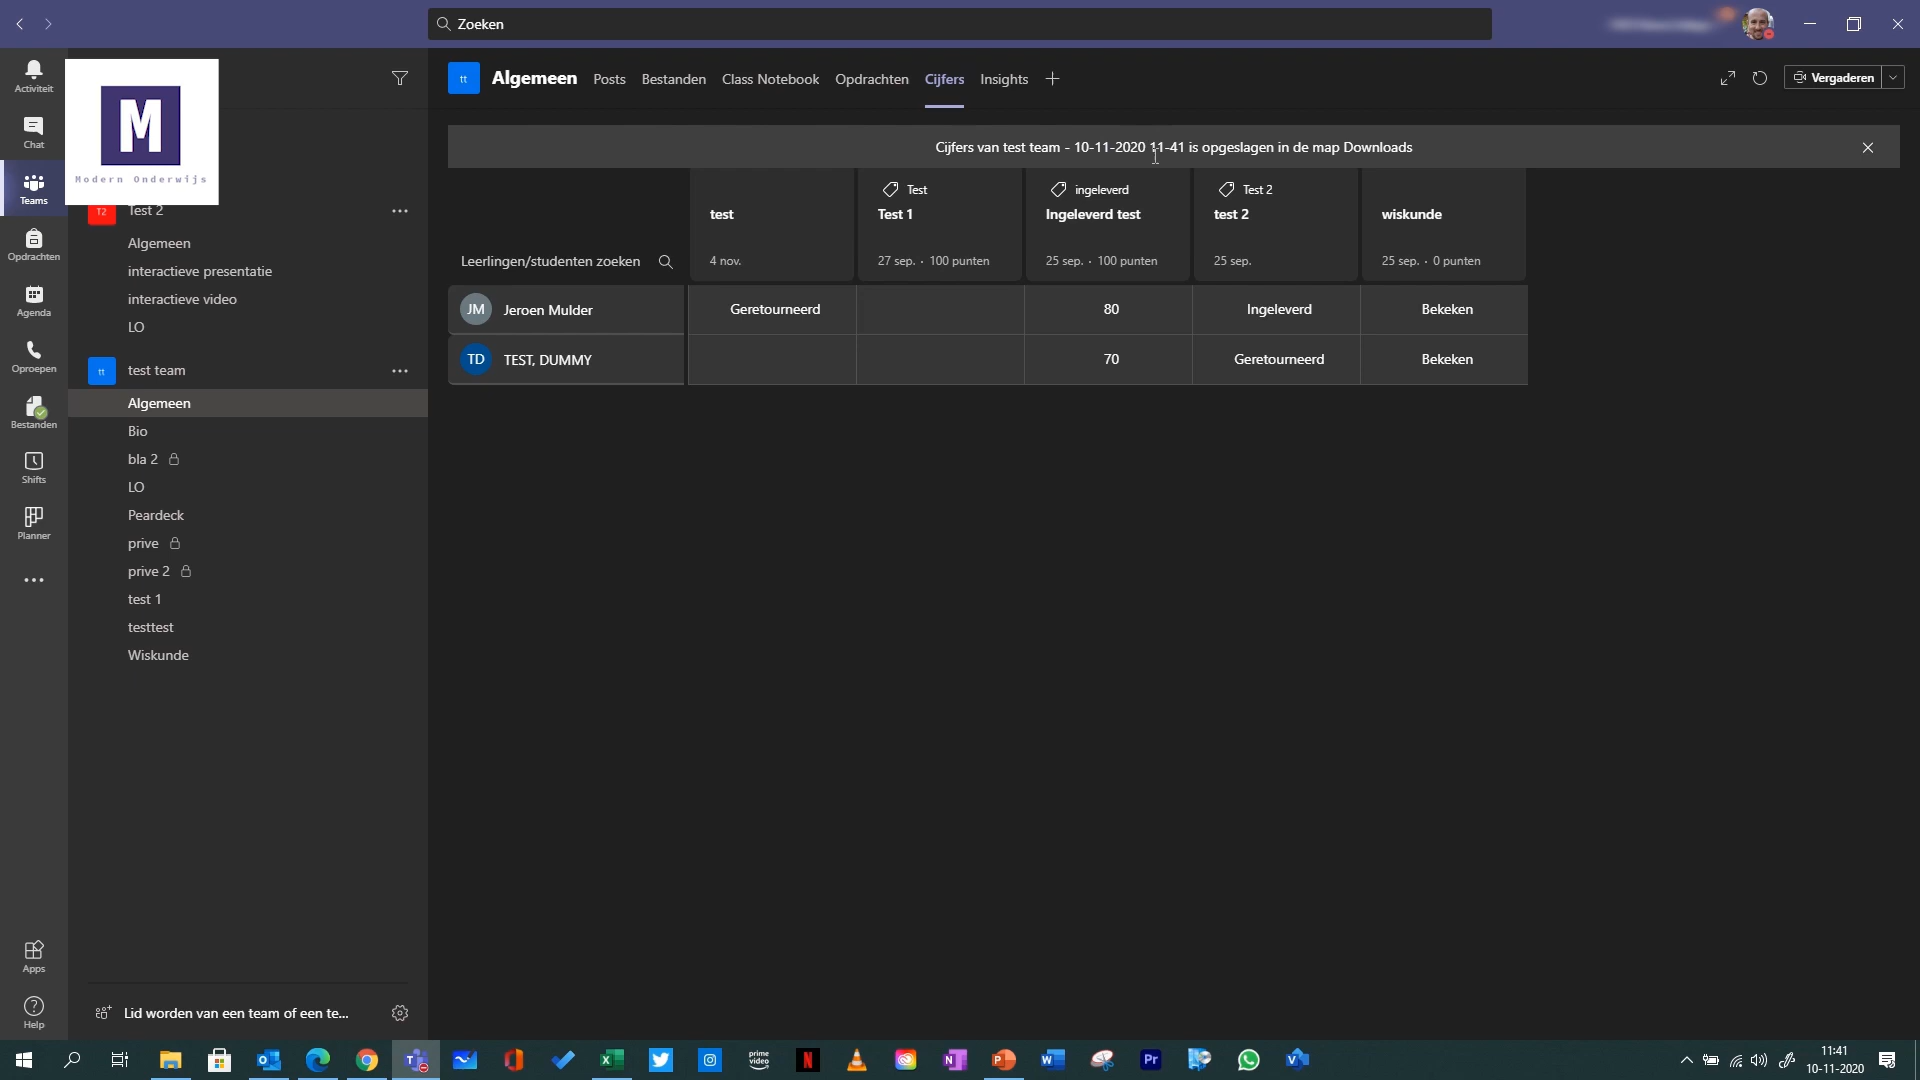 Zoeken
Activiteit
Chat
Teams
Opdrachten
Agenda
Oproepen
Bestanden
Shifts
Planner
Apps
Help
M
Modern Onderwijs
T2 Test 2
Algemeen
interactieve presentatie
interactieve video
LO
tt test team
Algemeen
Bio
bla 2
LO
Peardeck
prive
prive 2
test 1
testtest
Wiskunde
Lid worden van een team of een te...
tt Algemeen Posts Bestanden Class Notebook Opdrachten Cijfers Insights
Vergaderen
Cijfers van test team - 10-11-2020 11-41 is opgeslagen in de map Downloads
Test ingeleverd Test 2
test Test 1 Ingeleverd test test 2 wiskunde
Leerlingen/studenten zoeken 4 nov. 27 sep. · 100 punten 25 sep. · 100 punten 25 sep. 25 sep. · 0 punten
JM Jeroen Mulder Geretourneerd 80 Ingeleverd Bekeken
TD TEST, DUMMY 70 Geretourneerd Bekeken
prime video
N
Pr
11:41
10-11-2020